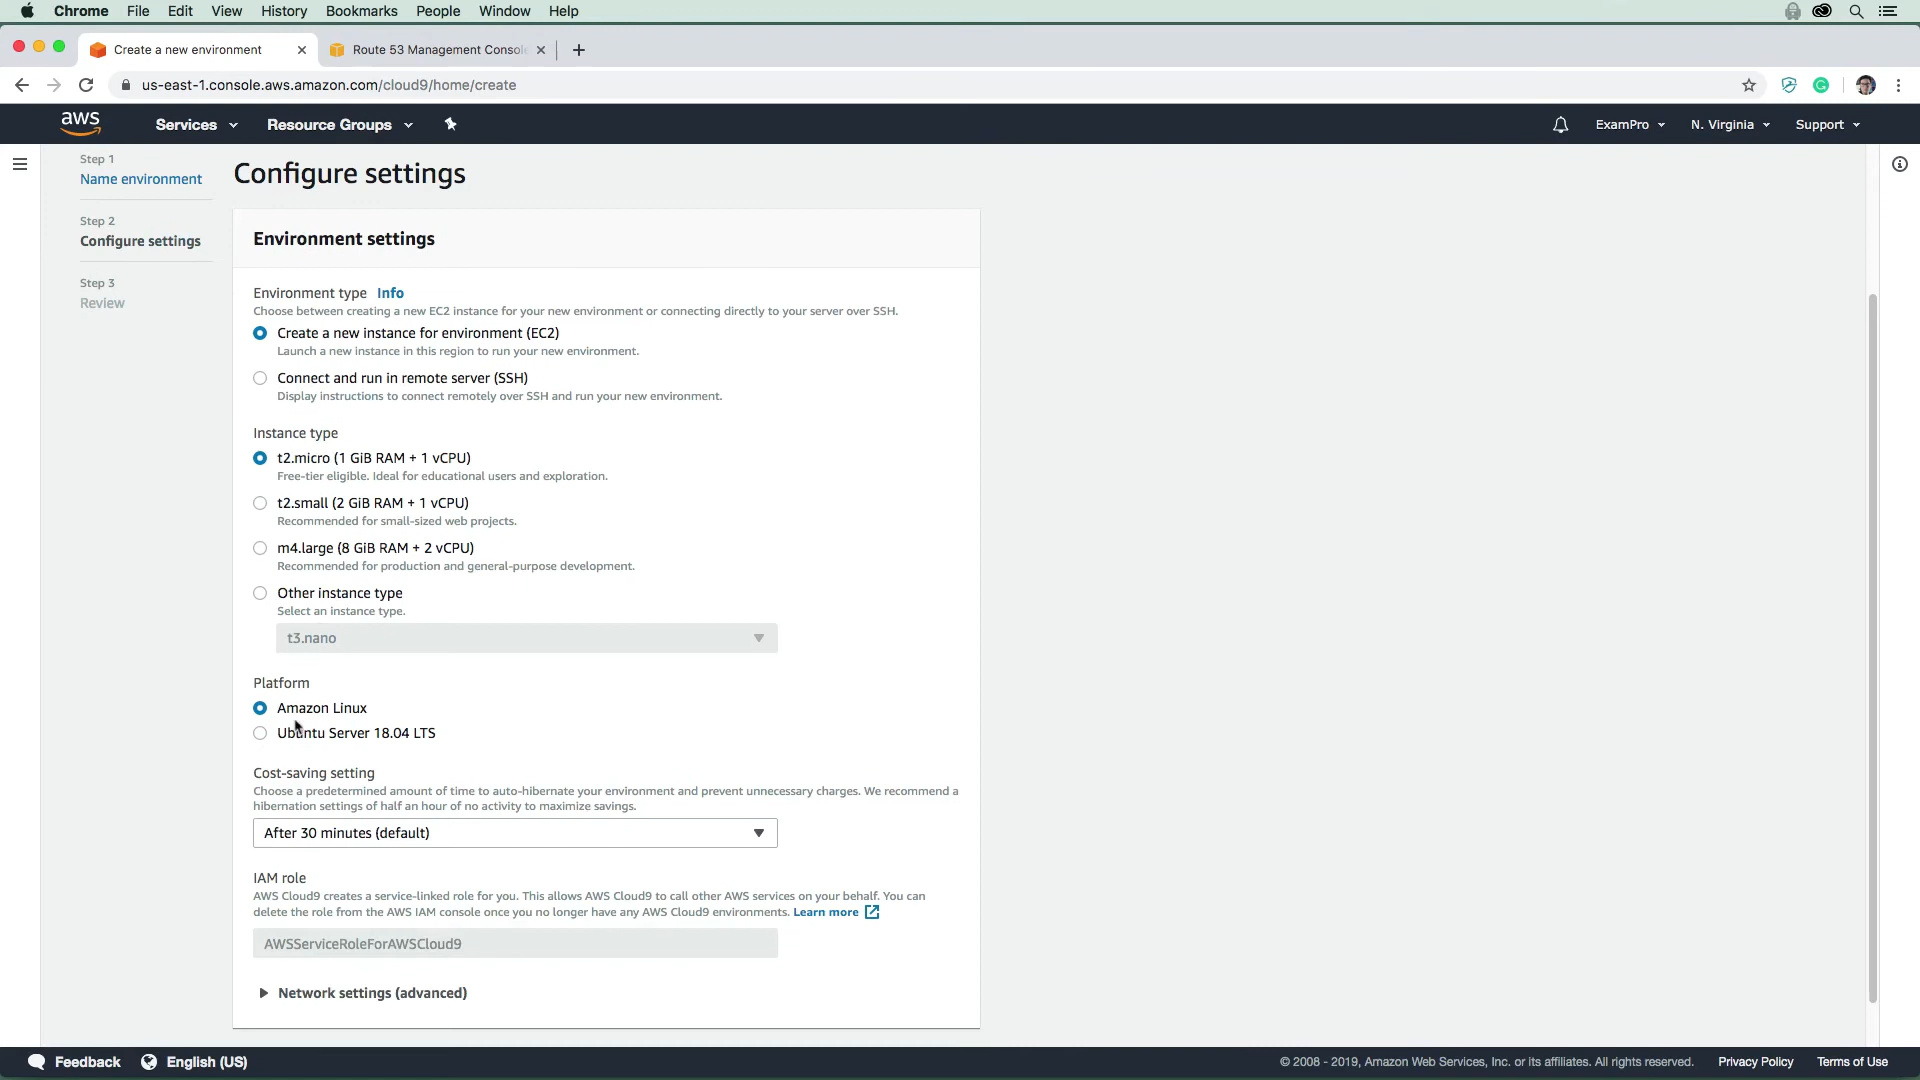 Chrome File Edit View History Bookmarks People Window Help
Create a new environment
Route 53 Management Consol
us-east-1.console.aws.amazon.com/cloud9/home/create
aws
Services
Resource Groups
ExamPro
N. Virginia
Support
Step 1
Name environment
Step 2
Configure settings
Step 3
Review
Configure settings
Environment settings
Environment type Info
Choose between creating a new EC2 instance for your new environment or connecting directly to your server over SSH.
Create a new instance for environment (EC2)
Launch a new instance in this region to run your new environment.
Connect and run in remote server (SSH)
Display instructions to connect remotely over SSH and run your new environment.
Instance type
t2.micro (1 GiB RAM + 1 vCPU)
Free-tier eligible. Ideal for educational users and exploration.
t2.small (2 GiB RAM + 1 vCPU)
Recommended for small-sized web projects.
m4.large (8 GiB RAM + 2 vCPU)
Recommended for production and general-purpose development.
Other instance type
Select an instance type.
t3.nano
Platform
Amazon Linux
Ubuntu Server 18.04 LTS
Cost-saving setting
Choose a predetermined amount of time to auto-hibernate your environment and prevent unnecessary charges. We recommend a
hibernation settings of half an hour of no activity to maximize savings.
After 30 minutes (default)
IAM role
AWS Cloud9 creates a service-linked role for you. This allows AWS Cloud9 to call other AWS services on your behalf. You can
delete the role from the AWS IAM console once you no longer have any AWS Cloud9 environments. Learn more
AWSServiceRoleForAWSCloud9
Network settings (advanced)
Feedback
English (US)
© 2008 - 2019, Amazon Web Services, Inc. or its affiliates. All rights reserved.
Privacy Policy
Terms of Use